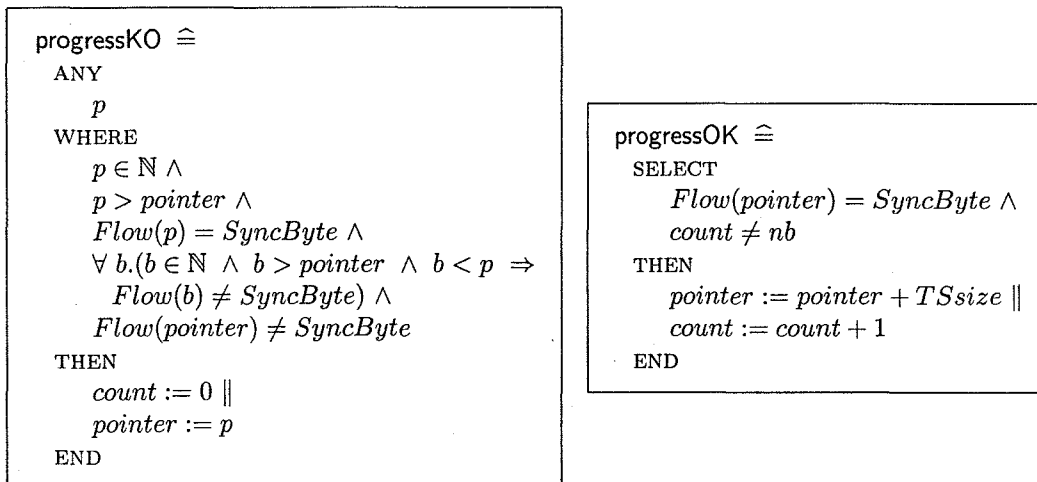 progressKO ≙
ANY
p
WHERE
p ∈ ℕ ∧
p > pointer ∧
Flow(p) = SyncByte ∧
∀ b.(b ∈ ℕ ∧ b > pointer ∧ b < p ⇒
Flow(b) ≠ SyncByte) ∧
Flow(pointer) ≠ SyncByte
THEN
count := 0 ||
pointer := p
END
progressOK ≙
SELECT
Flow(pointer) = SyncByte ∧
count ≠ nb
THEN
pointer := pointer + TSsize ||
count := count + 1
END